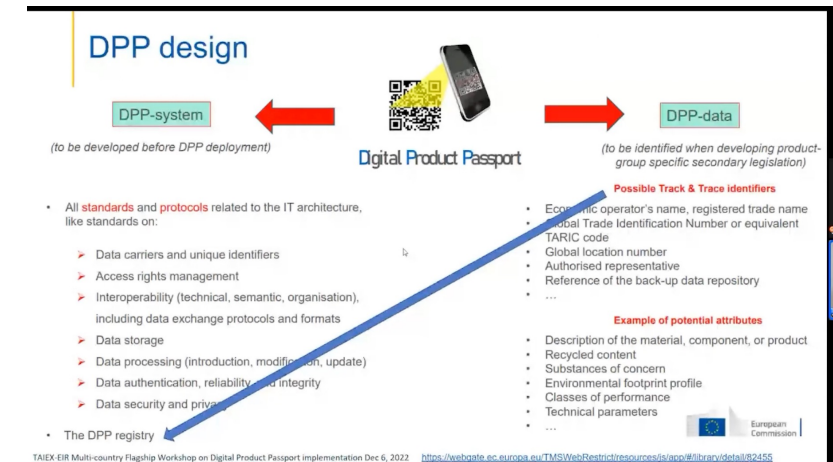 DPP design
DPP-system
(to be developed before DPP deployment)
Digital Product Passport
DPP-data
(to be identified when developing product-
group specific secondary legislation)
• All standards and protocols related to the IT architecture,
like standards on:
➢ Data carriers and unique identifiers
➢ Access rights management
➢ Interoperability (technical, semantic, organisation),
including data exchange protocols and formats
➢ Data storage
➢ Data processing (introduction, modification, update)
➢ Data authentication, reliability, and integrity
➢ Data security and privacy
• The DPP registry
Possible Track & Trace identifiers
• Economic operator's name, registered trade name
• Global Trade Identification Number or equivalent
• TARIC code
• Global location number
• Authorised representative
• Reference of the back-up data repository
• ...
Example of potential attributes
• Description of the material, component, or product
• Recycled content
• Substances of concern
• Environmental footprint profile
• Classes of performance
• Technical parameters
• ...
European
Commission
TAIEX-EIR Multi-country Flagship Workshop on Digital Product Passport implementation Dec 6, 2022 https://webgate.ec.europa.eu/TMSWebRestrict/resources/js/app/#/library/detail/82455